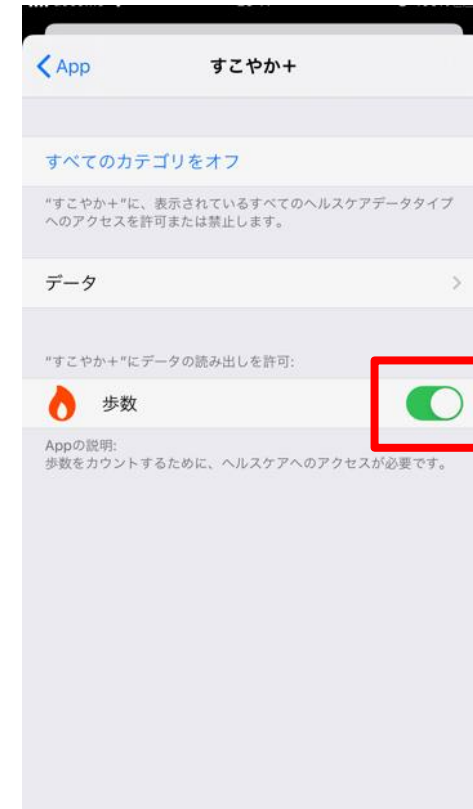 App
すこやか＋
すべてのカテゴリをオフ
“すこやか＋”に、表示されているすべてのヘルスケアデータタイプ
へのアクセスを許可または禁止します。
データ
“すこやか＋”にデータの読み出しを許可:
歩数
Appの説明:
歩数をカウントするために、ヘルスケアへのアクセスが必要です。